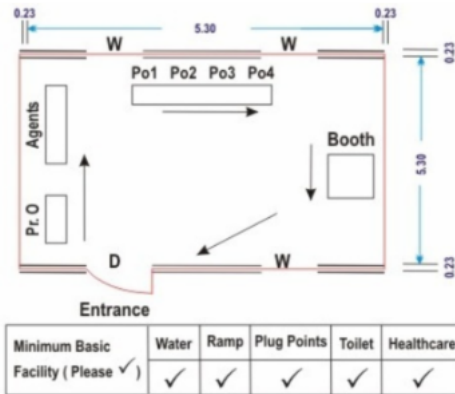 0.23 5.30 0.23
W W
0.23
Po1 Po2 Po3 Po4
Agents
Booth
5.30
Pr. O
D W
0.23
Entrance
Minimum Basic Facility ( Please ✓ )
Water Ramp Plug Points Toilet Healthcare
✓ ✓ ✓ ✓ ✓